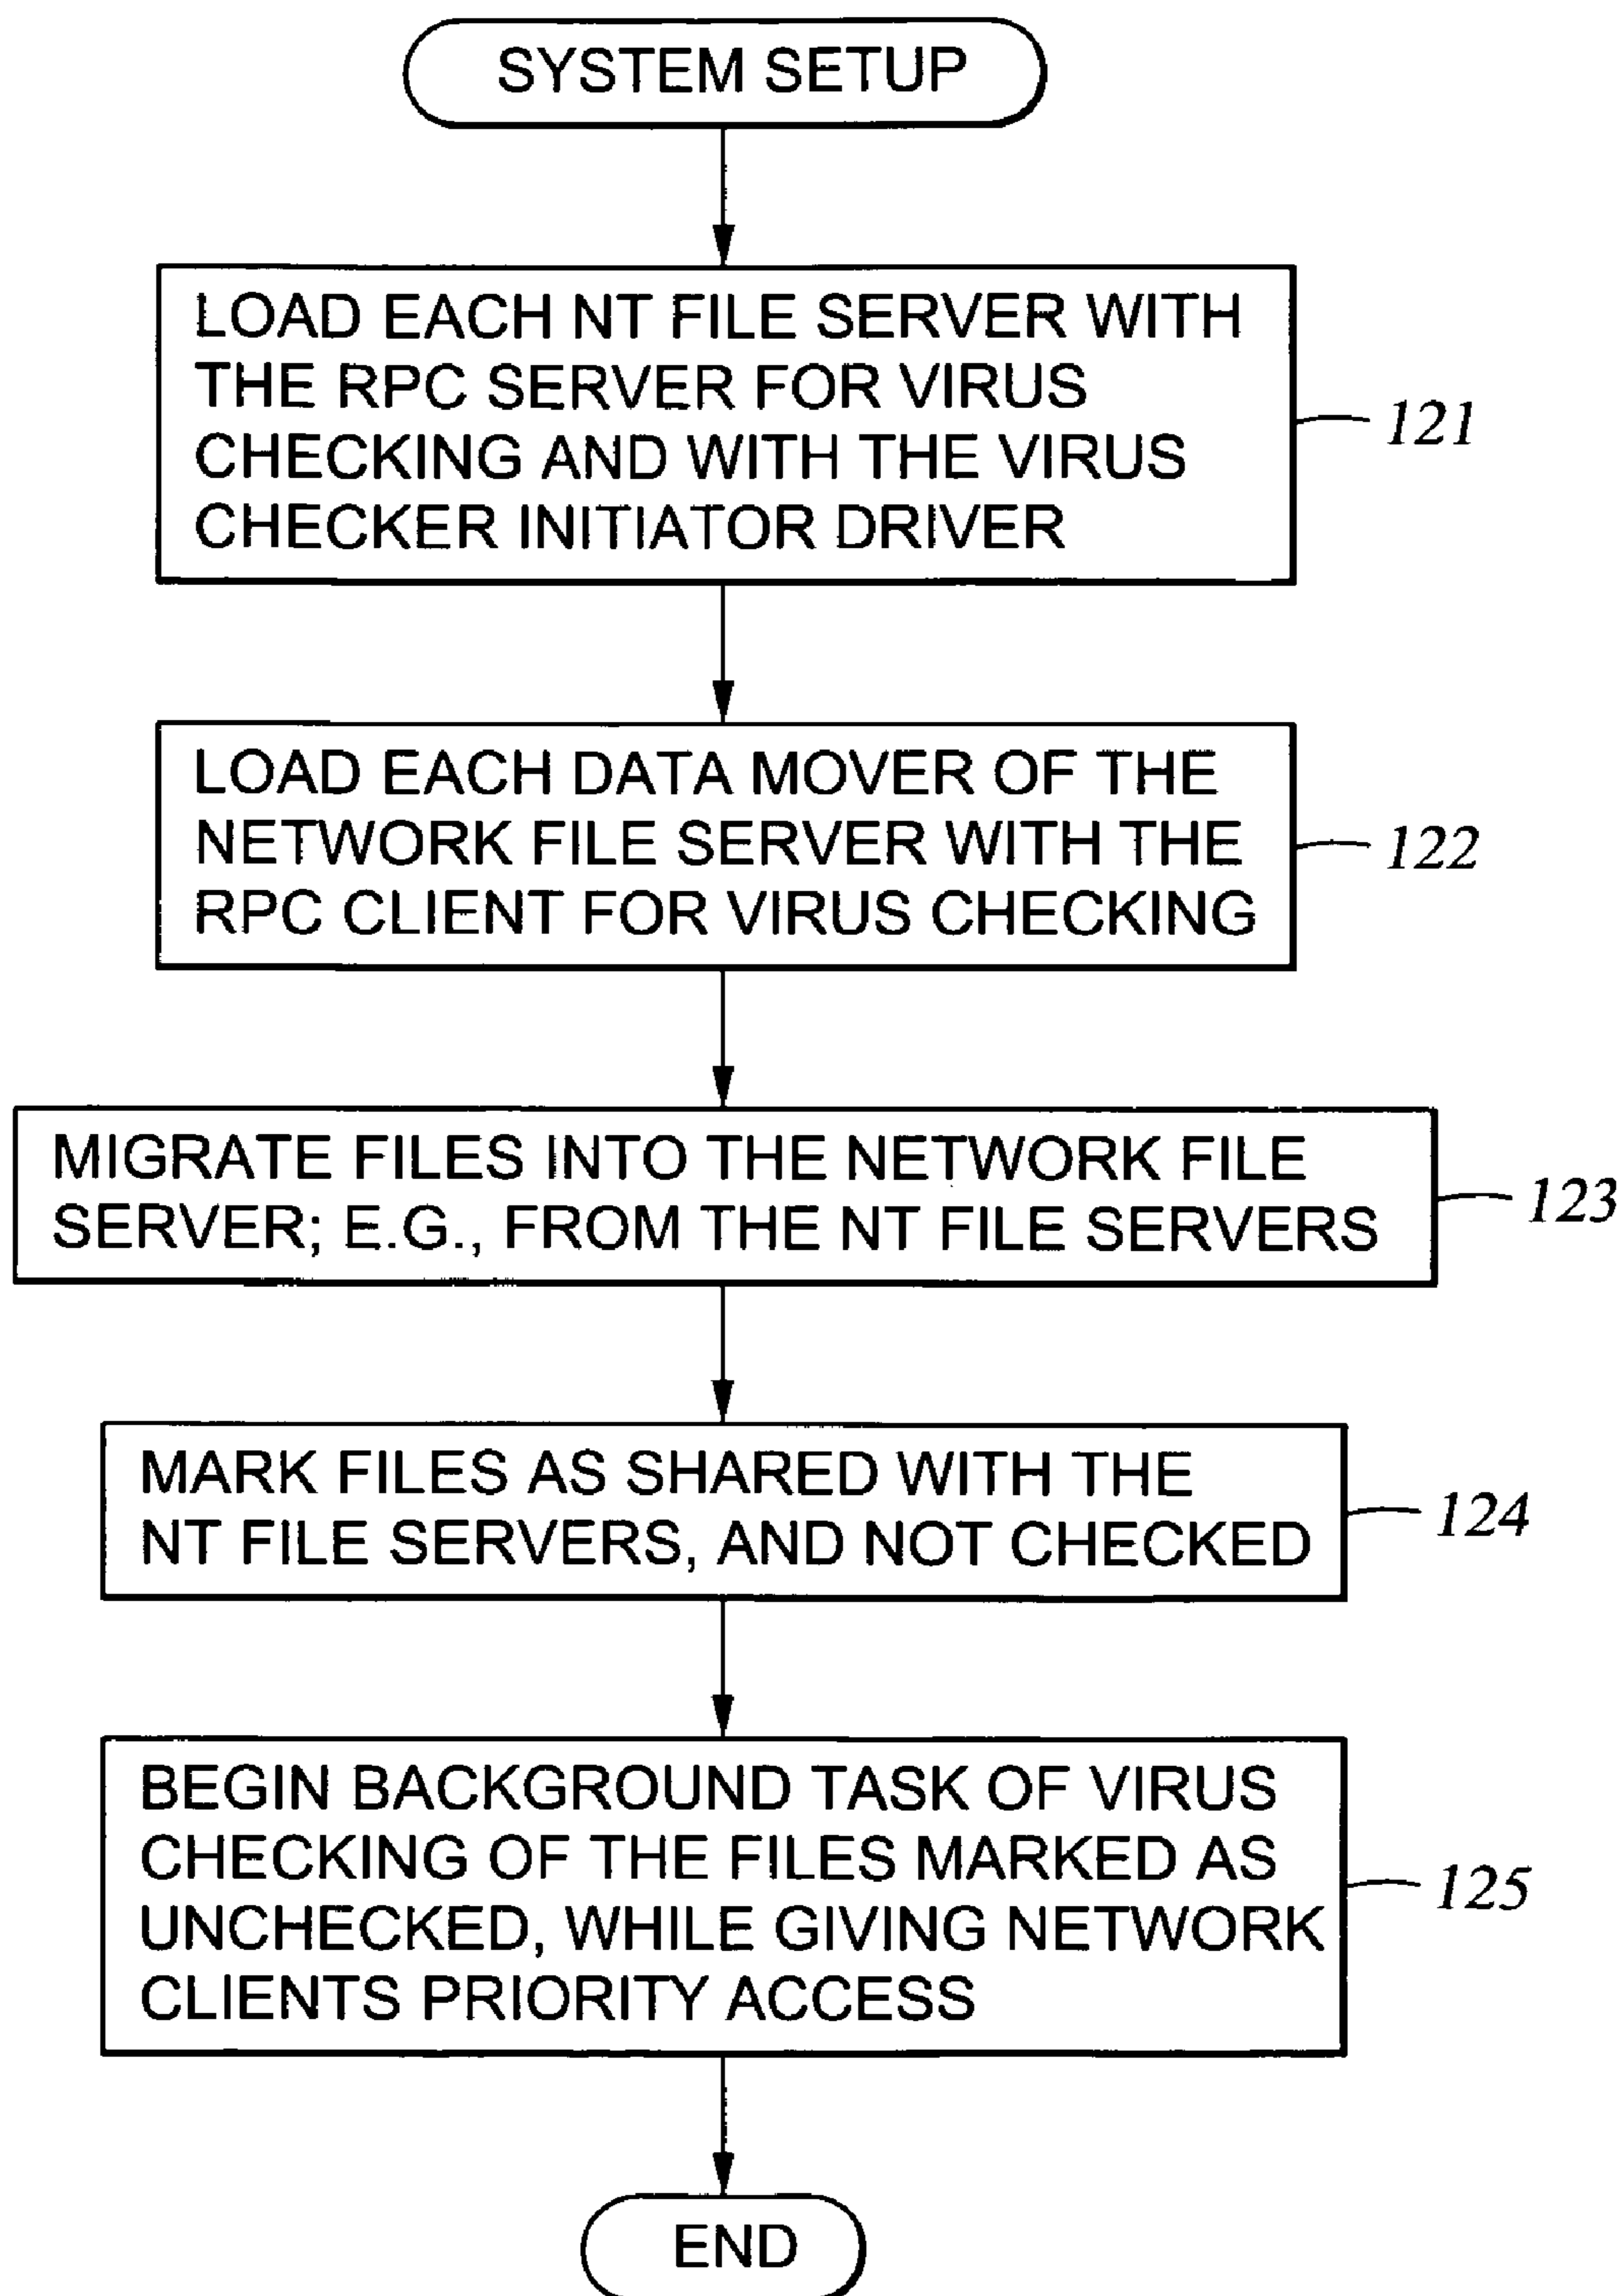 SYSTEM SETUP
LOAD EACH NT FILE SERVER WITH
THE RPC SERVER FOR VIRUS
CHECKING AND WITH THE VIRUS
CHECKER INITIATOR DRIVER
121
LOAD EACH DATA MOVER OF THE
NETWORK FILE SERVER WITH THE
RPC CLIENT FOR VIRUS CHECKING
122
MIGRATE FILES INTO THE NETWORK FILE
SERVER; E.G., FROM THE NT FILE SERVERS
123
MARK FILES AS SHARED WITH THE
NT FILE SERVERS, AND NOT CHECKED
124
BEGIN BACKGROUND TASK OF VIRUS
CHECKING OF THE FILES MARKED AS
UNCHECKED, WHILE GIVING NETWORK
CLIENTS PRIORITY ACCESS
125
END